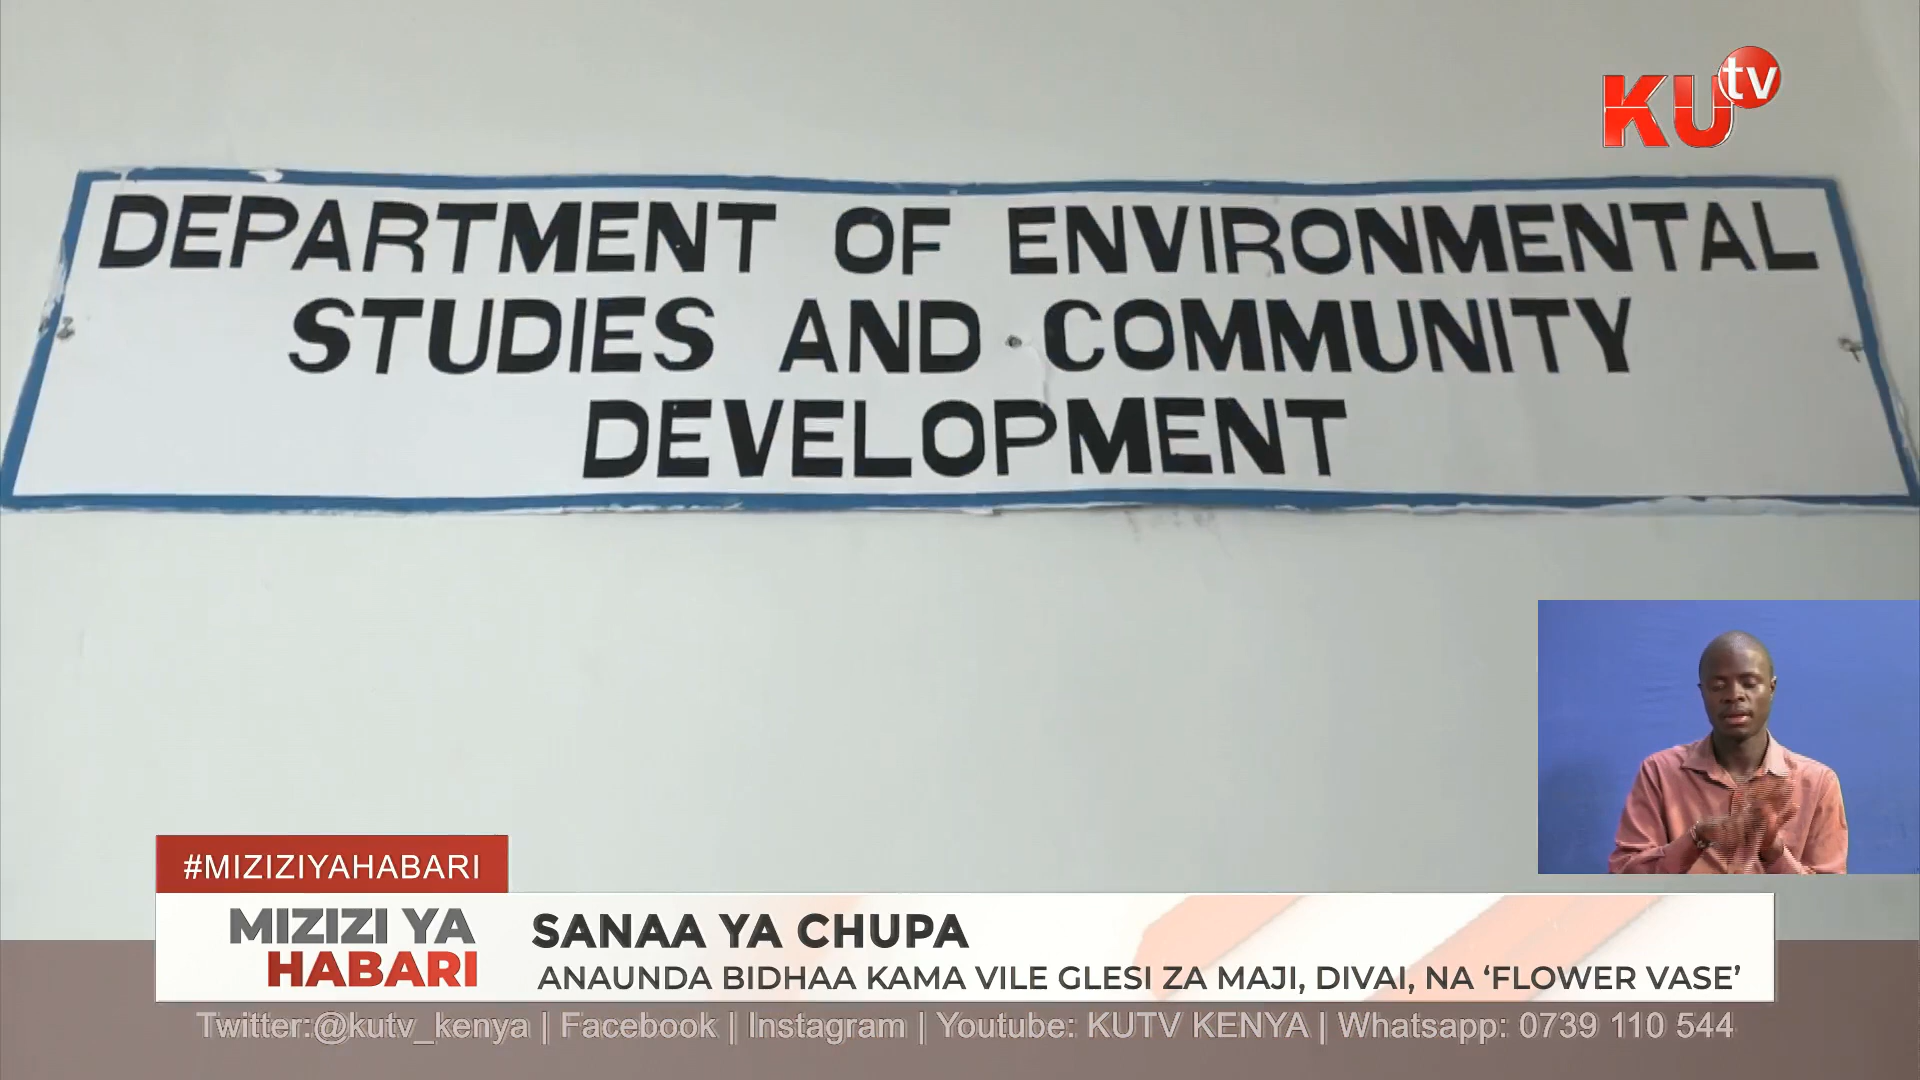 KUtv
DEPARTMENT OF ENVIRONMENTAL
STUDIES AND COMMUNITY
DEVELOPMENT
#MIZIZIYAHABARI
MIZIZI YA
HABARI
SANAA YA CHUPA
ANAUNDA BIDHAA KAMA VILE GLESI ZA MAJI, DIVAI, NA ‘FLOWER VASE’
Twitter:@kutv_kenya | Facebook | Instagram | Youtube: KUTV KENYA | Whatsapp: 0739 110 544